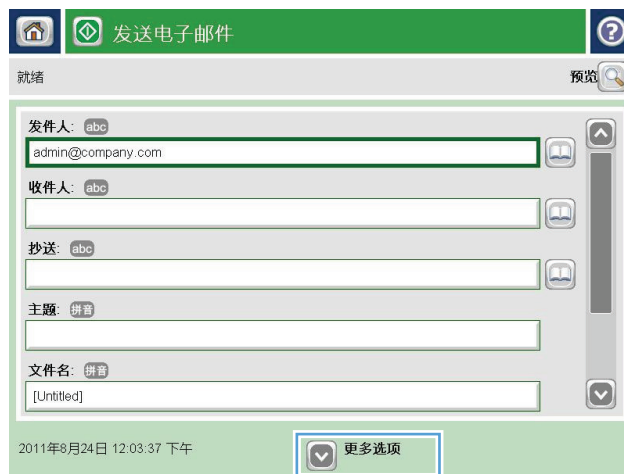 发送电子邮件
?
就绪 预览
发件人: abc
admin@company.com
收件人: abc
抄送: abc
主题: 拼音
文件名: 拼音
[Untitled]
2011年8月24日 12:03:37 下午 更多选项